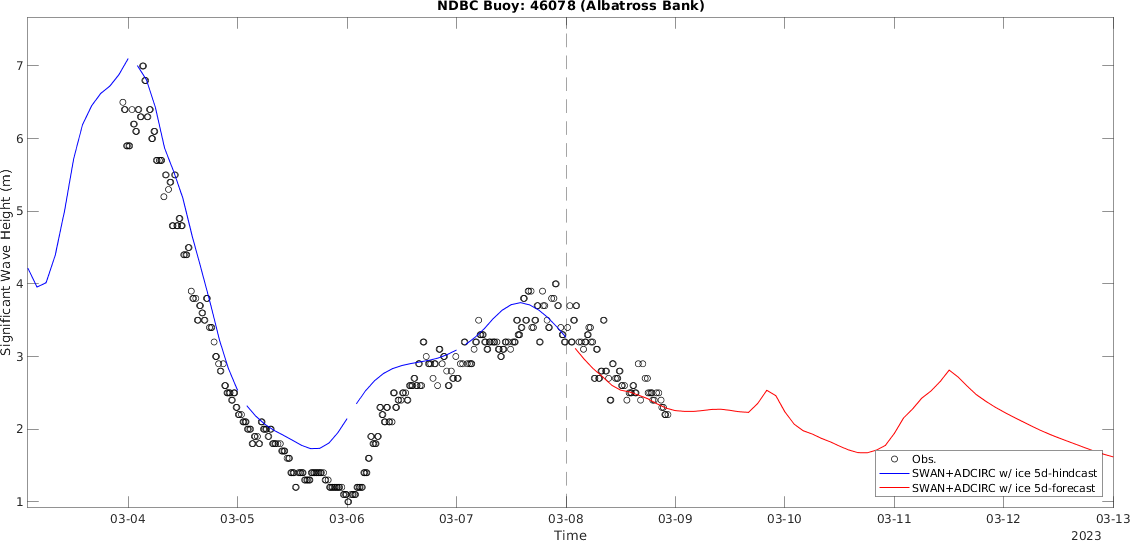 NDBC Buoy: 46078 (Albatross Bank)
Significant Wave Height (m)
7
6
5
4
3
2
1
Obs.
SWAN+ADCIRC w/ ice 5d-hindcast
SWAN+ADCIRC w/ ice 5d-forecast
03-04 03-05 03-06 03-07 03-08 03-09 03-10 03-11 03-12 03-13
Time
2023